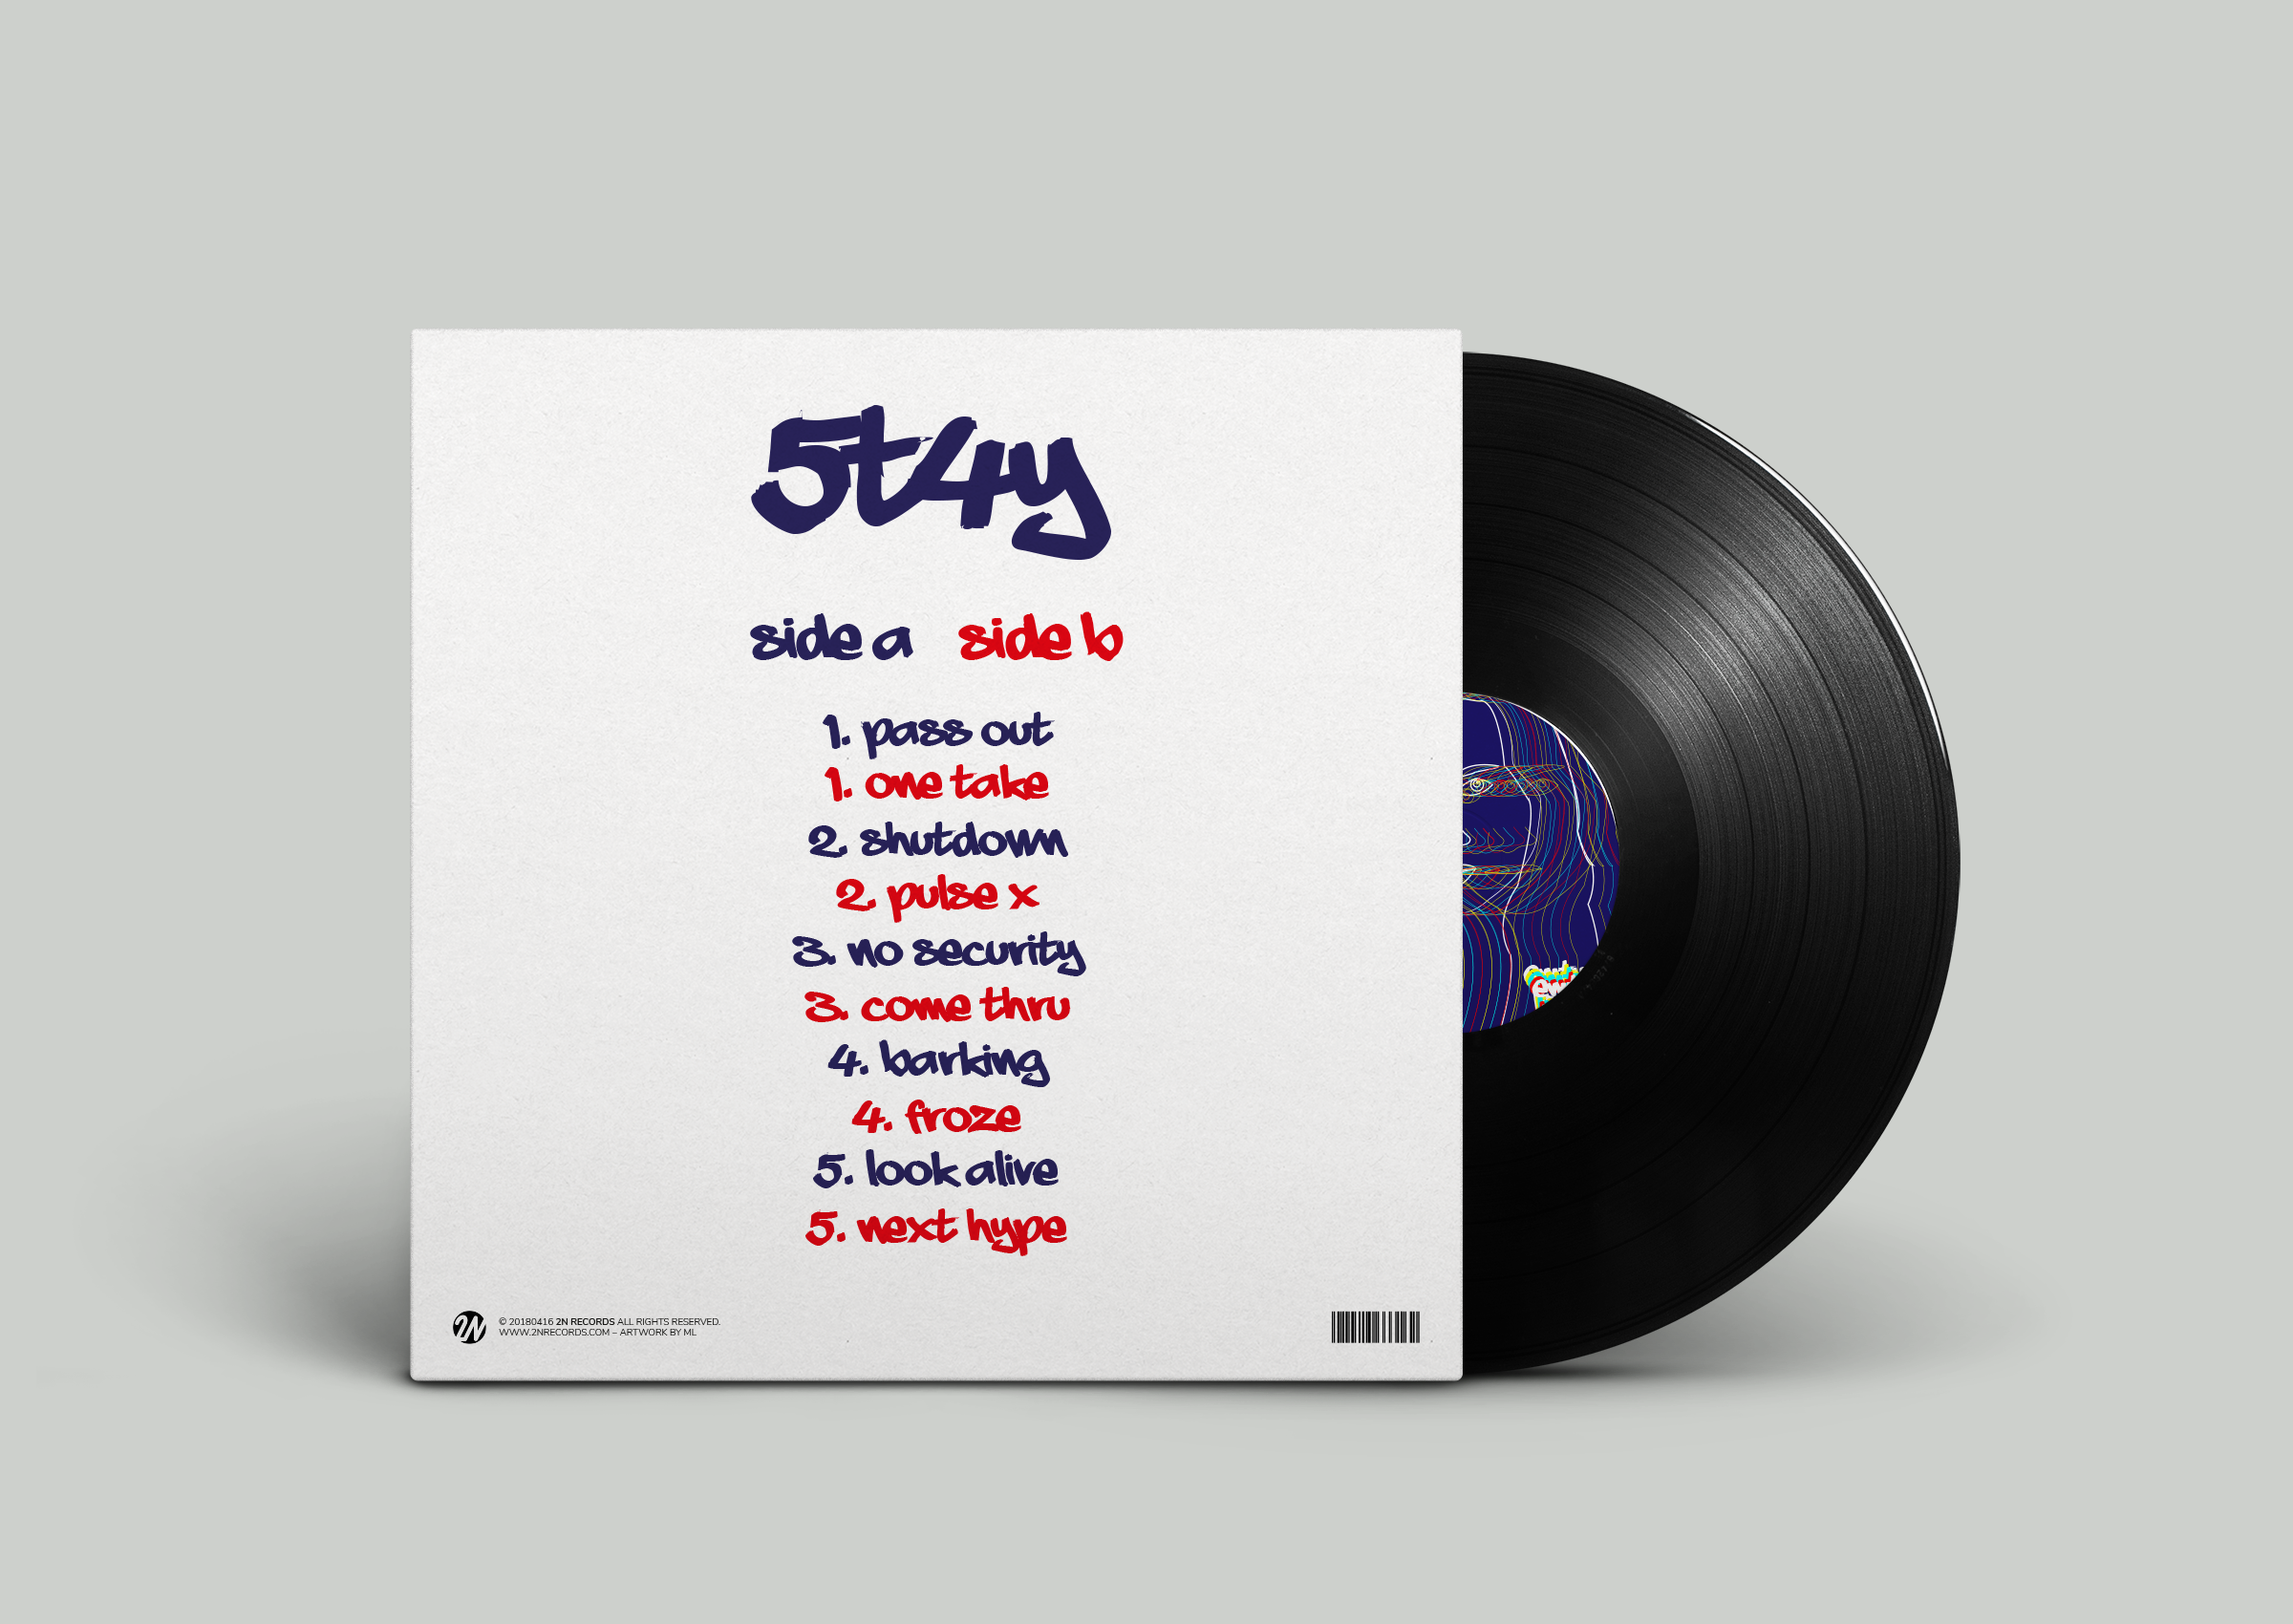 5t4y
side a side b
1. pass out
1. one take
2. shutdown
2. pulse x
3. no security
3. come thru
4. barking
4. froze
5. look alive
5. next hype
2N
© 20180416 2N RECORDS ALL RIGHTS RESERVED.
WWW.2NRECORDS.COM – ARTWORK BY ML